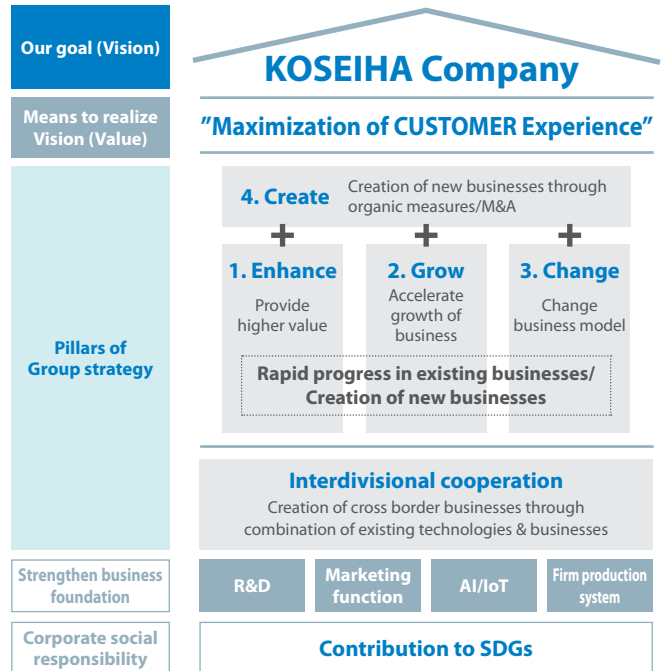 Our goal (Vision)
KOSEIHA Company
Means to realize
Vision (Value)
”Maximization of CUSTOMER Experience”
Pillars of
Group strategy
4. Create
Creation of new businesses through
organic measures/M&A
+ + +
1. Enhance
Provide
higher value
2. Grow
Accelerate
growth of
business
3. Change
Change
business model
Rapid progress in existing businesses/
Creation of new businesses
Interdivisional cooperation
Creation of cross border businesses through
combination of existing technologies & businesses
Strengthen business
foundation
R&D
Marketing
function
AI/IoT
Firm production
system
Corporate social
responsibility
Contribution to SDGs